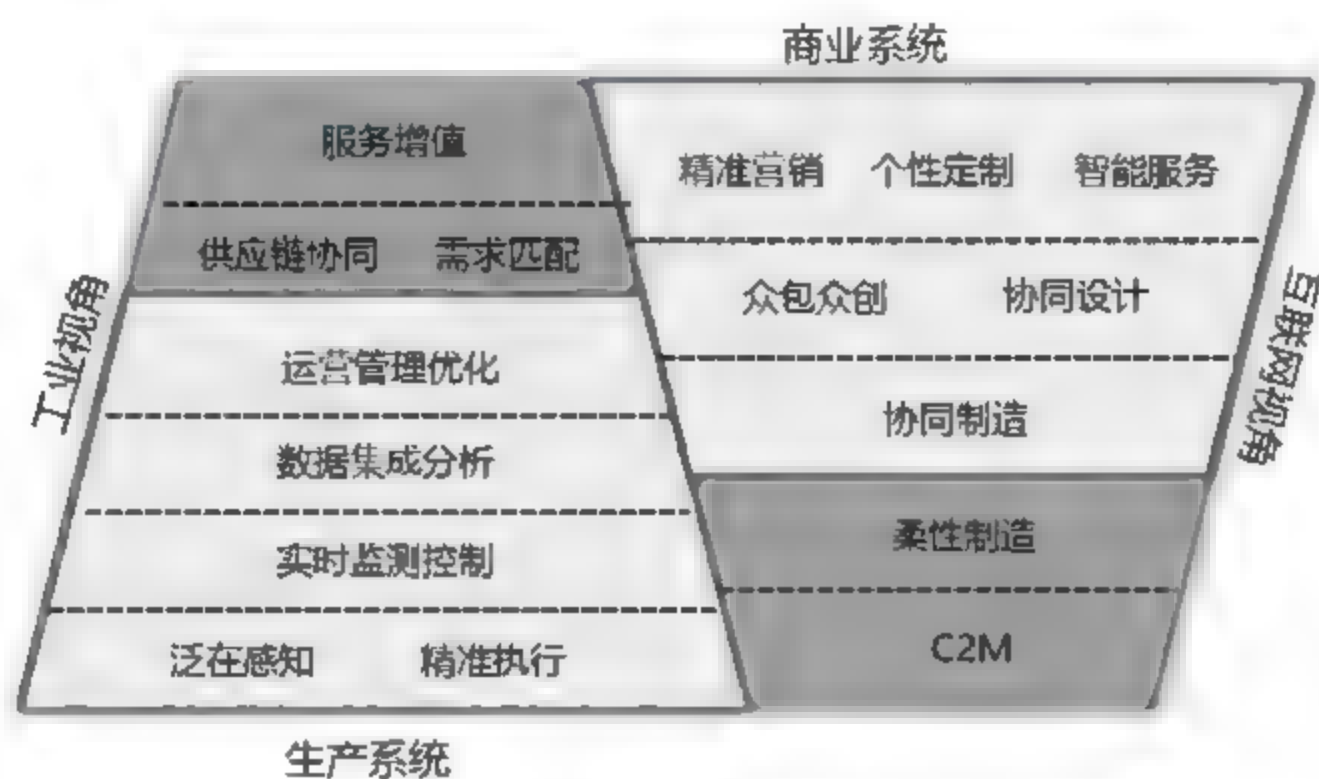 商业系统
服务增值
精准营销 个性定制 智能服务
供应链协同 需求匹配
众包众创 协同设计
工业视角
互联网视角
运营管理优化
协同制造
数据集成分析
柔性制造
实时监测控制
C2M
泛在感知 精准执行
生产系统